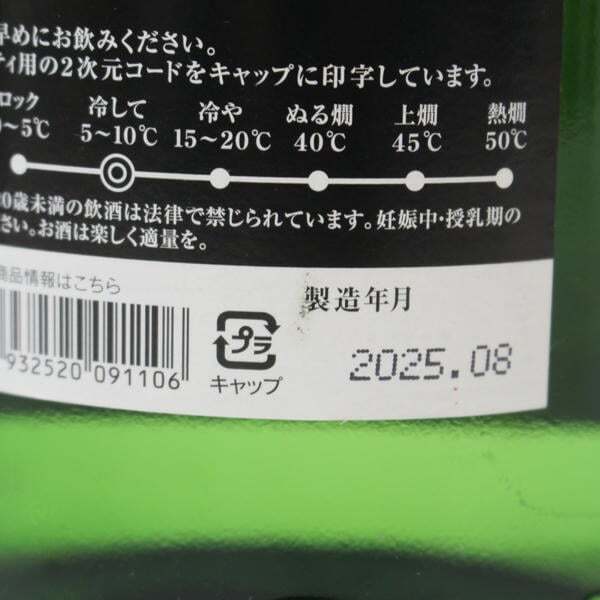 早めにお飲みください。
ティ用の2次元コードをキャップに印字しています。
ロック 冷して 冷や ぬる燗 上燗 熱燗
~5℃ 5~10℃ 15~20℃ 40℃ 45℃ 50℃
20歳未満の飲酒は法律で禁じられています。妊娠中・授乳期の
さい。お酒は楽しく適量を。
商品情報はこちら
製造年月
プラ
2025.08
932520 091106
キャップ